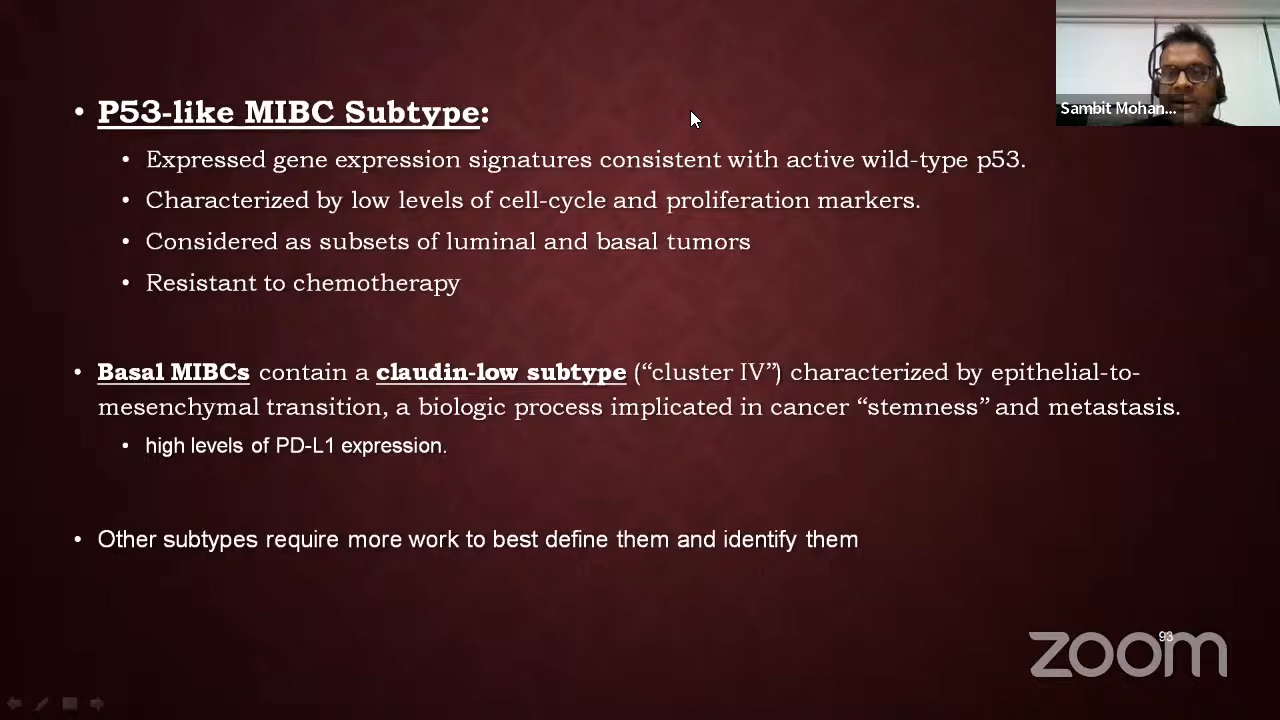 Sambit Mohan...
• P53-like MIBC Subtype:
• Expressed gene expression signatures consistent with active wild-type p53.
• Characterized by low levels of cell-cycle and proliferation markers.
• Considered as subsets of luminal and basal tumors
• Resistant to chemotherapy
• Basal MIBCs contain a claudin-low subtype (“cluster IV”) characterized by epithelial-to-
mesenchymal transition, a biologic process implicated in cancer “stemness” and metastasis.
• high levels of PD-L1 expression.
• Other subtypes require more work to best define them and identify them
93
zoom